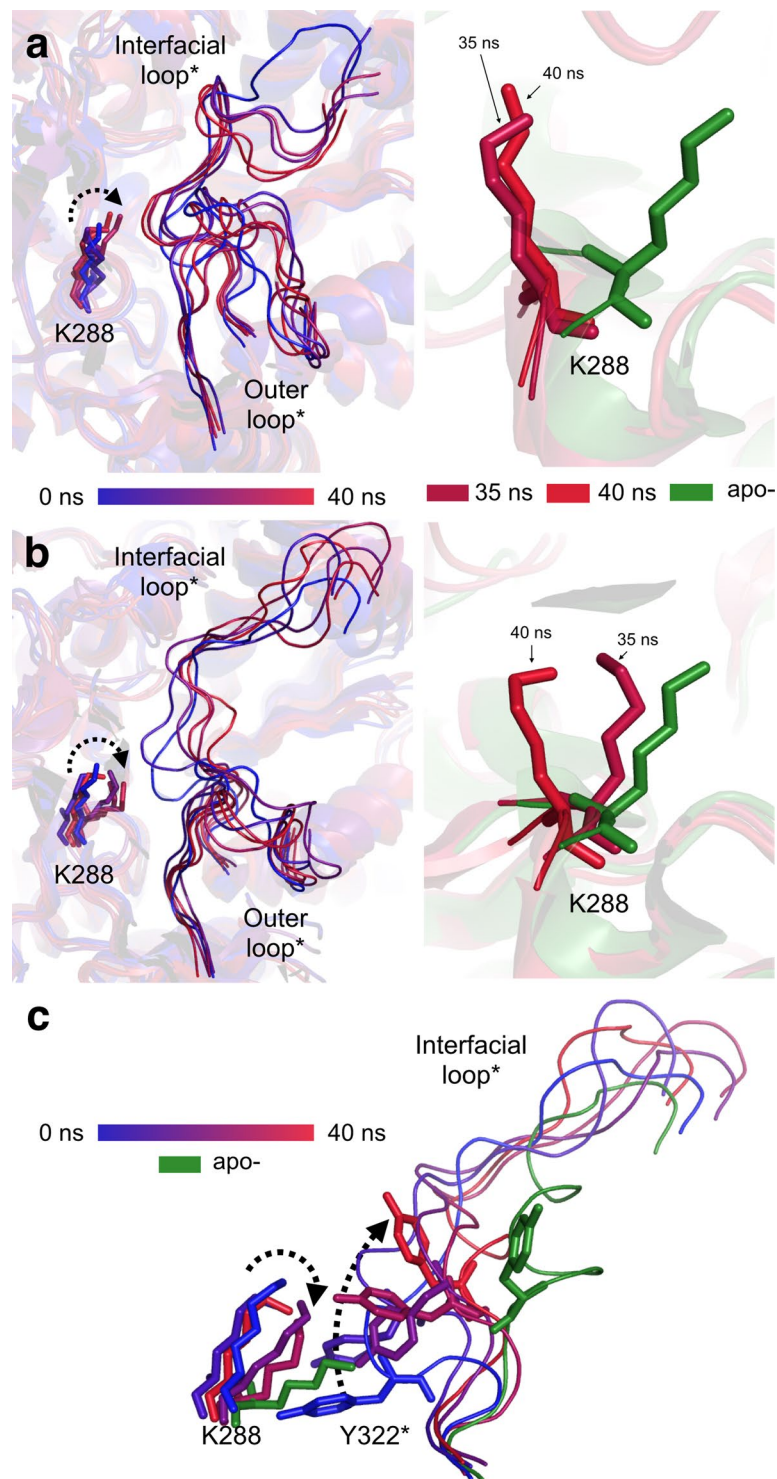 a
Interfacial
loop*
K288
Outer
loop*
0 ns
40 ns
35 ns
40 ns
K288
35 ns
40 ns
apo-
b
Interfacial
loop*
K288
Outer
loop*
40 ns
35 ns
K288
c
Interfacial
loop*
0 ns
40 ns
apo-
K288
Y322*